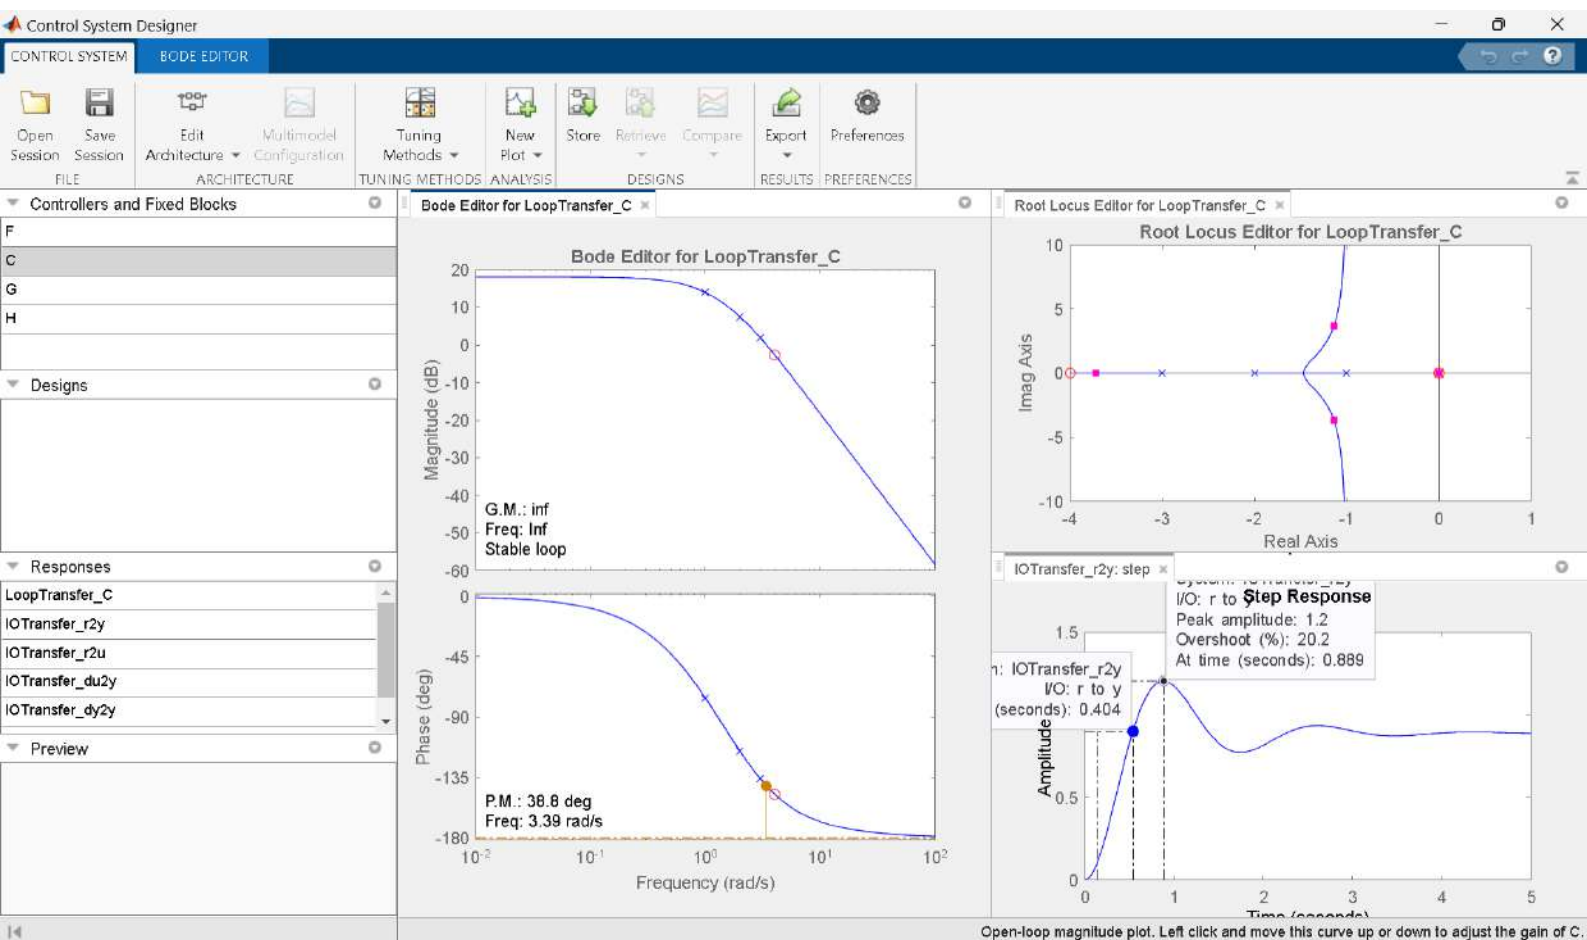 Control System Designer
CONTROL SYSTEM
BODE EDITOR
?
Open Session
Save Session
Edit Architecture
Multimodel Configuration
Tuning Methods
New Plot
Store
Retrieve
Compare
Export
Preferences
FILE
ARCHITECTURE
TUNING METHODS
ANALYSIS
DESIGNS
RESULTS
PREFERENCES
Controllers and Fixed Blocks
F
C
G
H
Designs
Responses
LoopTransfer_C
IOTransfer_r2y
IOTransfer_r2u
IOTransfer_du2y
IOTransfer_dy2y
Preview
Bode Editor for LoopTransfer_C
Bode Editor for LoopTransfer_C
20
10
0
-10
-20
-30
-40
-50
-60
Magnitude (dB)
G.M.: inf
Freq: Inf
Stable loop
0
-45
-90
-135
-180
Phase (deg)
P.M.: 38.8 deg
Freq: 3.39 rad/s
10⁻² 10⁻¹ 10⁰ 10¹ 10²
Frequency (rad/s)
Root Locus Editor for LoopTransfer_C
Root Locus Editor for LoopTransfer_C
10
5
0
-5
-10
Imag Axis
-4 -3 -2 -1 0 1
Real Axis
IOTransfer_r2y: step
Step Response
I/O: r to
Peak amplitude: 1.2
Overshoot (%): 20.2
At time (seconds): 0.889
IOTransfer_r2y
I/O: r to y
(seconds): 0.404
1.5
0.5
0
Amplitude
0 1 2 3 4 5
Time (seconds)
Open-loop magnitude plot. Left click and move this curve up or down to adjust the gain of C.